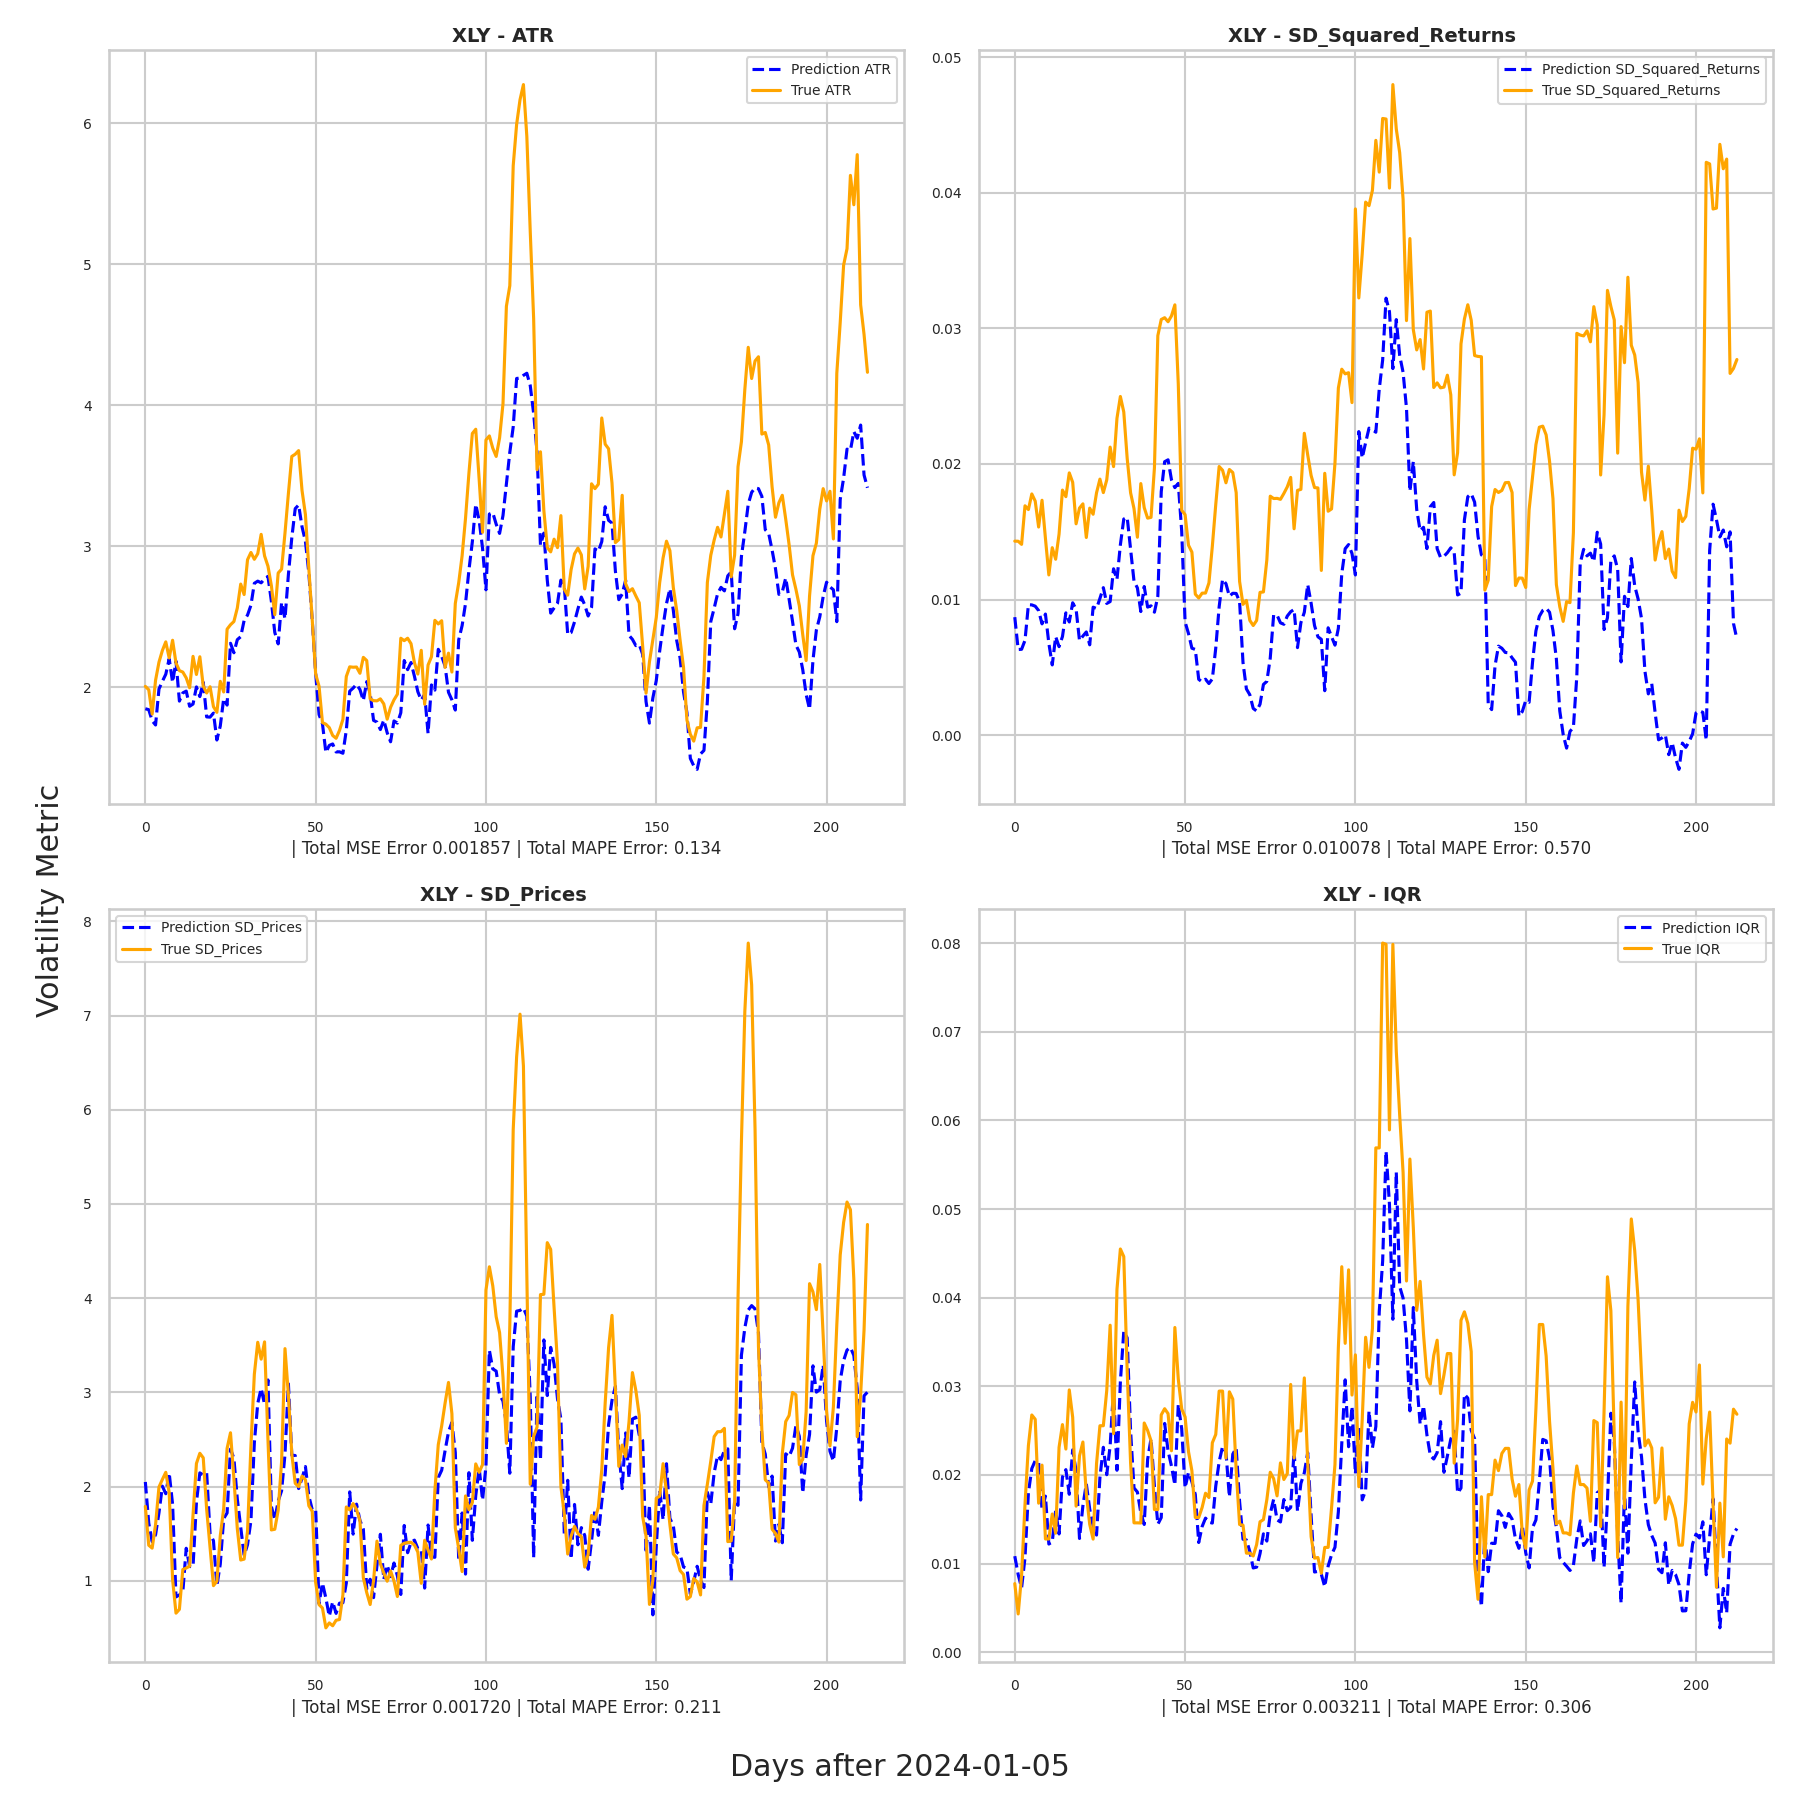 XLY - ATR
Prediction ATR
True ATR
6
5
4
3
2
0 50 100 150 200
| Total MSE Error 0.001857 | Total MAPE Error: 0.134
XLY - SD_Squared_Returns
Prediction SD_Squared_Returns
True SD_Squared_Returns
0.05
0.04
0.03
0.02
0.01
0.00
0 50 100 150 200
| Total MSE Error 0.010078 | Total MAPE Error: 0.570
Volatility Metric
XLY - SD_Prices
Prediction SD_Prices
True SD_Prices
8
7
6
5
4
3
2
1
0 50 100 150 200
| Total MSE Error 0.001720 | Total MAPE Error: 0.211
XLY - IQR
Prediction IQR
True IQR
0.08
0.07
0.06
0.05
0.04
0.03
0.02
0.01
0.00
0 50 100 150 200
| Total MSE Error 0.003211 | Total MAPE Error: 0.306
Days after 2024-01-05